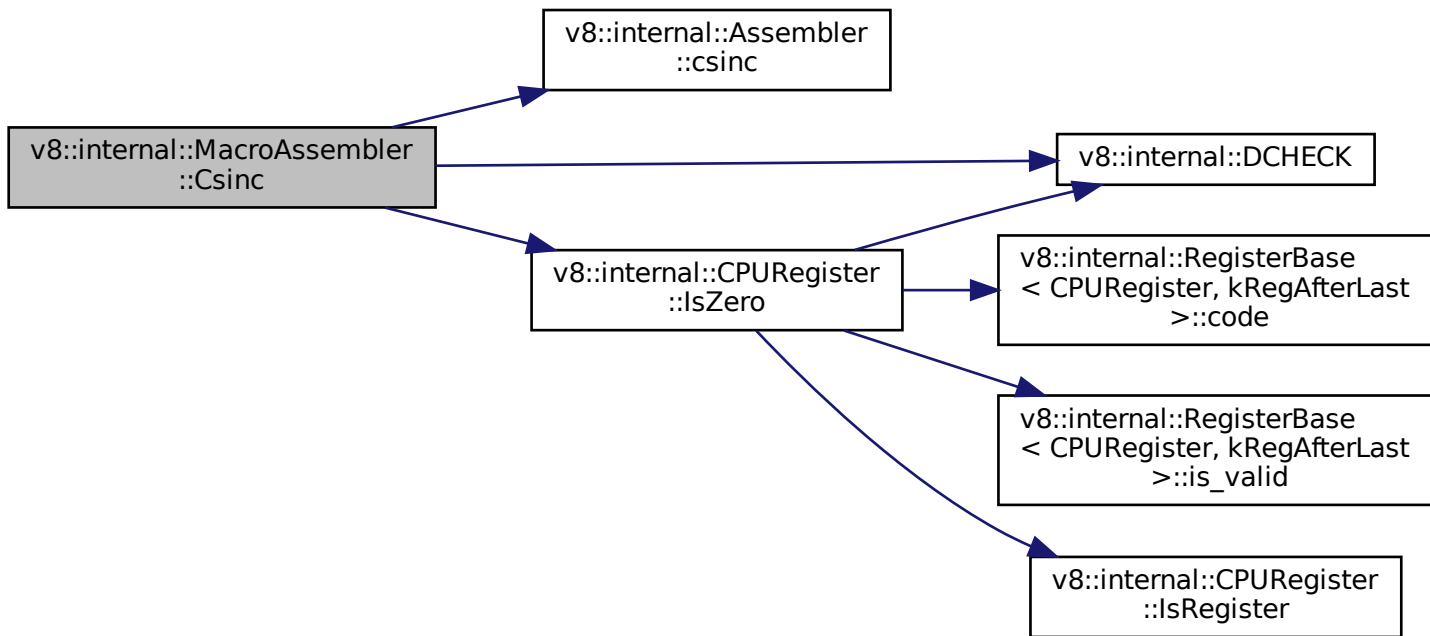 v8::internal::MacroAssembler
::Csinc
v8::internal::Assembler
::csinc
v8::internal::DCHECK
v8::internal::CPURegister
::IsZero
v8::internal::RegisterBase
< CPURegister, kRegAfterLast
>::code
v8::internal::RegisterBase
< CPURegister, kRegAfterLast
>::is_valid
v8::internal::CPURegister
::IsRegister